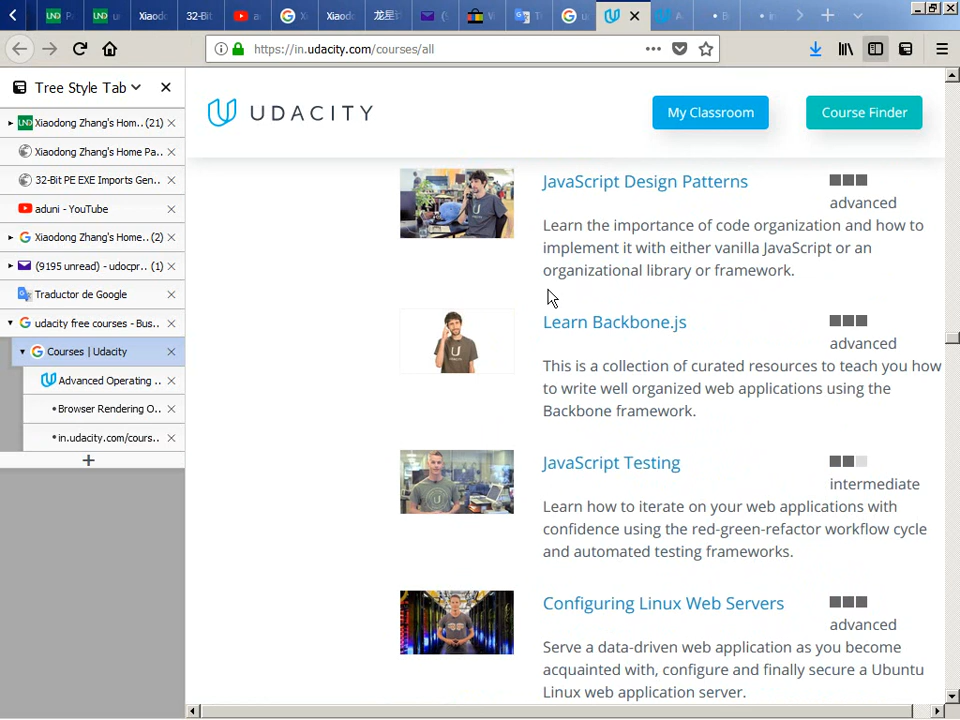 Xiaodo
32-Bit
Xiaodo
龙星计
https://in.udacity.com/courses/all
Tree Style Tab
Xiaodong Zhang's Hom.. (21)
Xiaodong Zhang's Home Pa..
32-Bit PE EXE Imports Gen..
aduni - YouTube
Xiaodong Zhang's Home.. (2)
(9195 unread) - udocpr.. (1)
Traductor de Google
udacity free courses - Bus..
Courses | Udacity
Advanced Operating ..
Browser Rendering O..
in.udacity.com/cours..
UDACITY
My Classroom
Course Finder
JavaScript Design Patterns
advanced
Learn the importance of code organization and how to
implement it with either vanilla JavaScript or an
organizational library or framework.
Learn Backbone.js
advanced
This is a collection of curated resources to teach you how
to write well organized web applications using the
Backbone framework.
JavaScript Testing
intermediate
Learn how to iterate on your web applications with
confidence using the red-green-refactor workflow cycle
and automated testing frameworks.
Configuring Linux Web Servers
advanced
Serve a data-driven web application as you become
acquainted with, configure and finally secure a Ubuntu
Linux web application server.